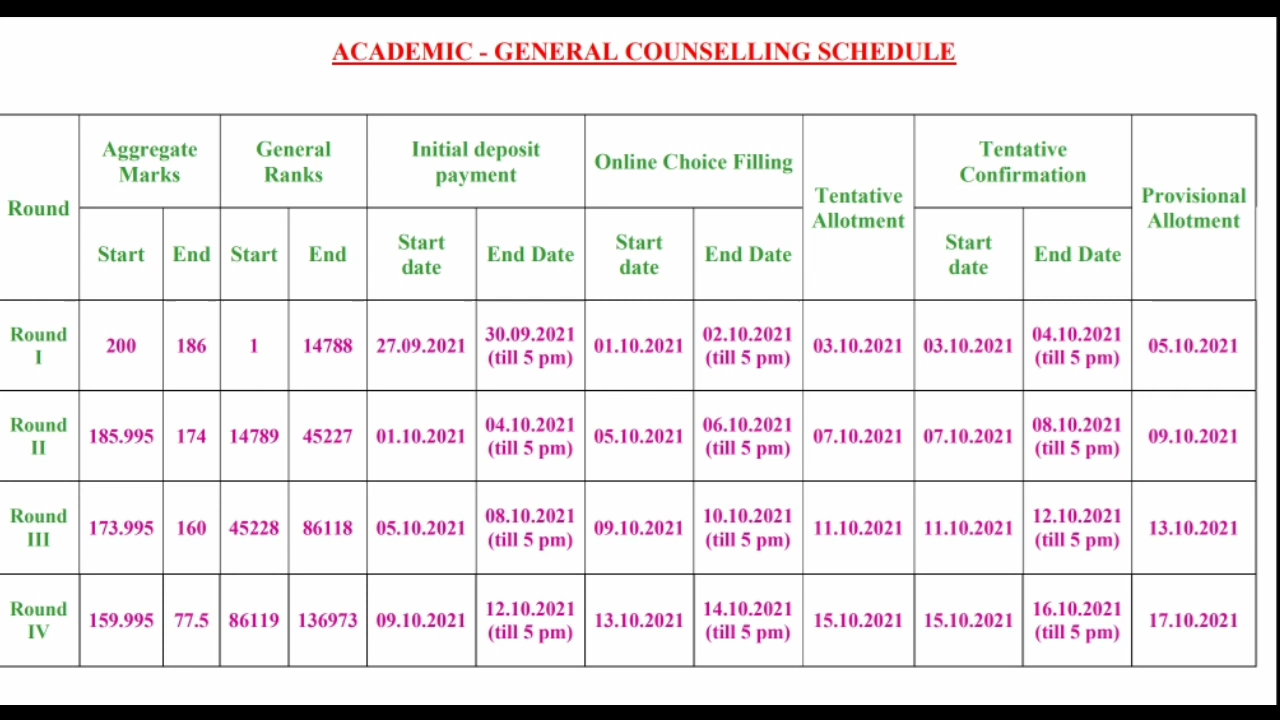 ACADEMIC - GENERAL COUNSELLING SCHEDULE
Round
Aggregate
Marks
General
Ranks
Initial deposit
payment
Online Choice Filling
Tentative
Allotment
Tentative
Confirmation
Provisional
Allotment
Start
End
Start
End
Start
date
End Date
Start
date
End Date
Start
date
End Date
Round
I
200
186
1
14788
27.09.2021
30.09.2021
(till 5 pm)
01.10.2021
02.10.2021
(till 5 pm)
03.10.2021
03.10.2021
04.10.2021
(till 5 pm)
05.10.2021
Round
II
185.995
174
14789
45227
01.10.2021
04.10.2021
(till 5 pm)
05.10.2021
06.10.2021
(till 5 pm)
07.10.2021
07.10.2021
08.10.2021
(till 5 pm)
09.10.2021
Round
III
173.995
160
45228
86118
05.10.2021
08.10.2021
(till 5 pm)
09.10.2021
10.10.2021
(till 5 pm)
11.10.2021
11.10.2021
12.10.2021
(till 5 pm)
13.10.2021
Round
IV
159.995
77.5
86119
136973
09.10.2021
12.10.2021
(till 5 pm)
13.10.2021
14.10.2021
(till 5 pm)
15.10.2021
15.10.2021
16.10.2021
(till 5 pm)
17.10.2021